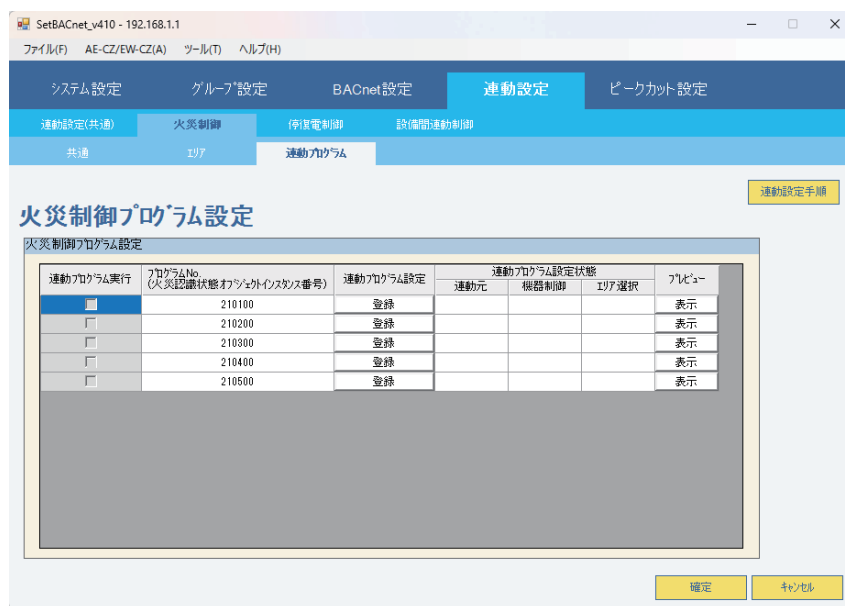 SetBACnet_v410 - 192.168.1.1
ファイル(F) AE-CZ/EW-CZ(A) ツール(T) ヘルプ(H)
システム設定 グループ設定 BACnet設定 連動設定 ピークカット設定
連動設定(共通) 火災制御 停復電制御 設備間連動制御
共通 エリア 連動プログラム
連動設定手順
火災制御プログラム設定
火災制御プログラム設定
連動プログラム実行 プログラムNo. (火災認識状態オブジェクトインスタンス番号) 連動プログラム設定 連動プログラム設定状態 プレビュー
連動元 機器制御 エリア選択
210100 登録 表示
210200 登録 表示
210300 登録 表示
210400 登録 表示
210500 登録 表示
確定 キャンセル